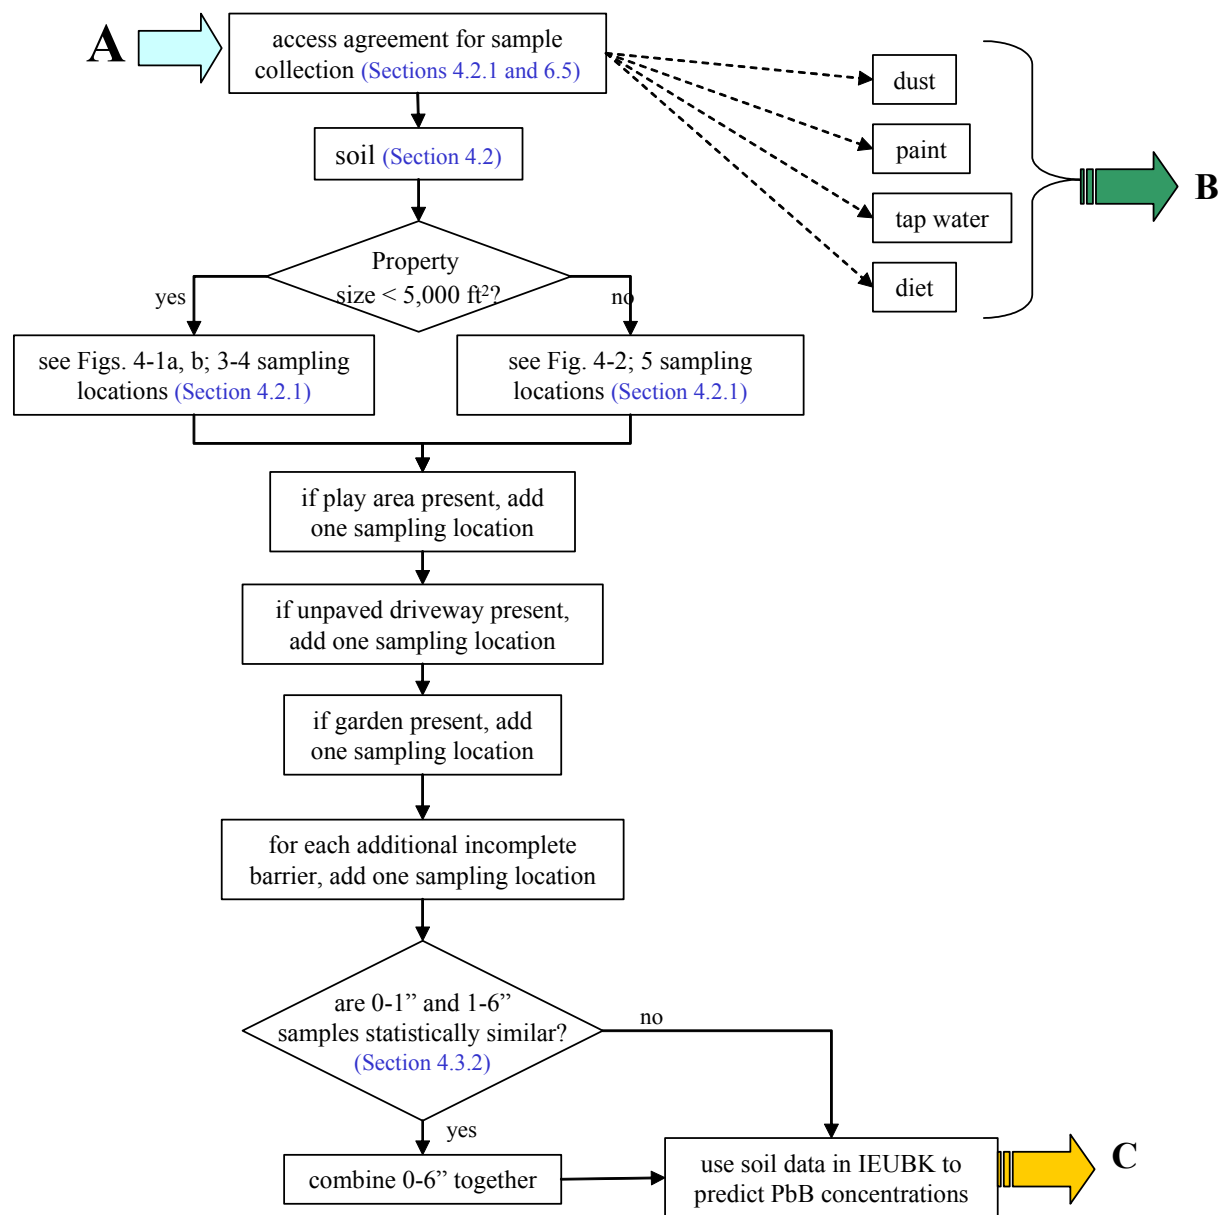 A
access agreement for sample
collection (Sections 4.2.1 and 6.5)
dust
paint
tap water
diet
B
soil (Section 4.2)
Property
size < 5,000 ft²?
yes
no
see Figs. 4-1a, b; 3-4 sampling
locations (Section 4.2.1)
see Fig. 4-2; 5 sampling
locations (Section 4.2.1)
if play area present, add
one sampling location
if unpaved driveway present,
add one sampling location
if garden present, add
one sampling location
for each additional incomplete
barrier, add one sampling location
are 0-1” and 1-6”
samples statistically similar?
(Section 4.3.2)
no
yes
combine 0-6” together
use soil data in IEUBK to
predict PbB concentrations
C